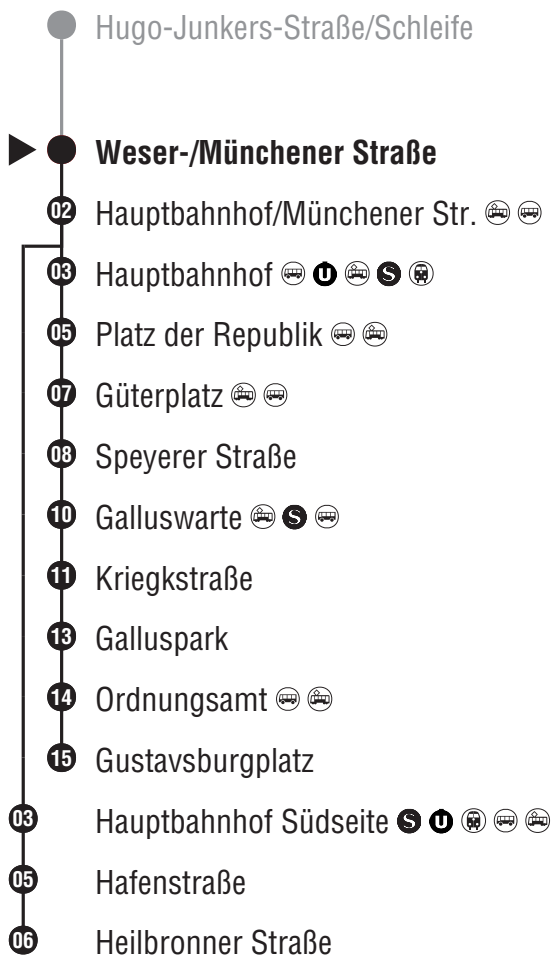 Hugo-Junkers-Straße/Schleife
Weser-/Münchener Straße
02 Hauptbahnhof/Münchener Str.
03 Hauptbahnhof U S
05 Platz der Republik
07 Güterplatz
08 Speyerer Straße
10 Galluswarte S
11 Kriegkstraße
13 Galluspark
14 Ordnungsamt
15 Gustavsburgplatz
03 Hauptbahnhof Südseite S U
05 Hafenstraße
06 Heilbronner Straße